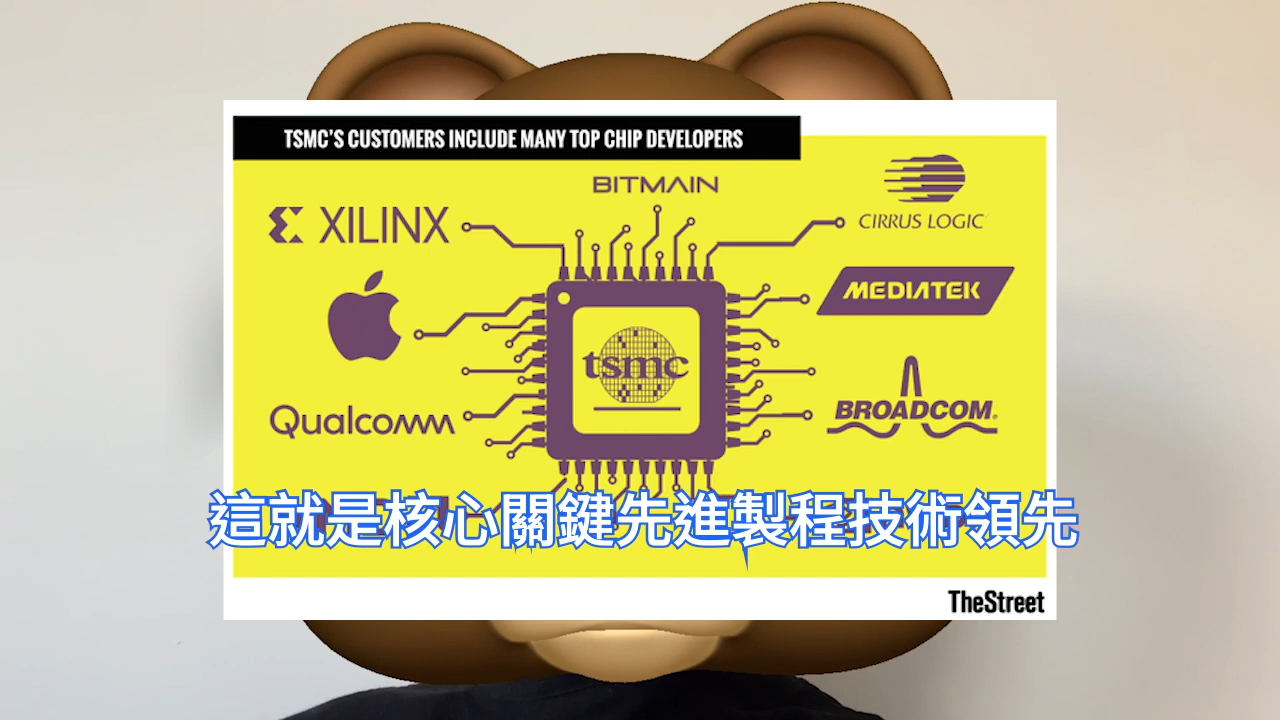 TSMC'S CUSTOMERS INCLUDE MANY TOP CHIP DEVELOPERS
BITMAIN
XILINX
CIRRUS LOGIC
MEDIATEK
tsmc
Qualcomm
BROADCOM®
這就是核心關鍵先進製程技術領先
TheStreet